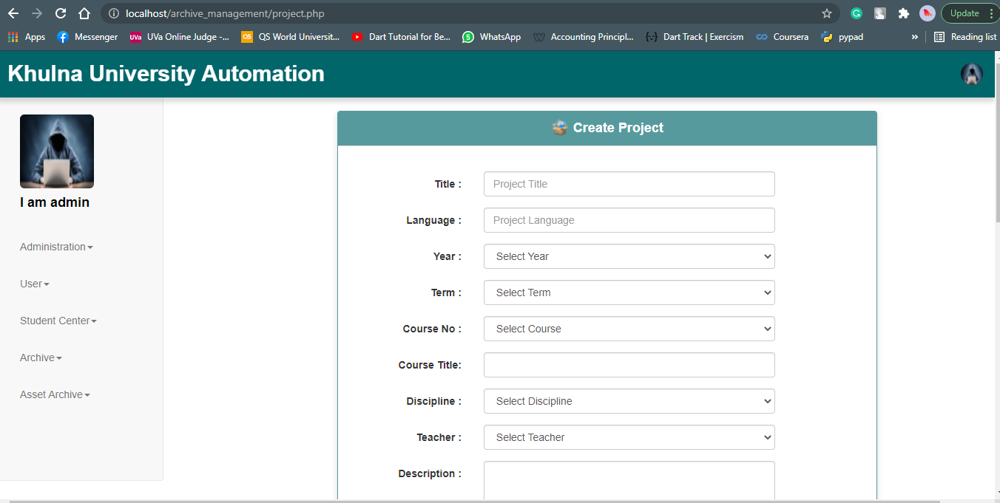 localhost/archive_management/project.php
Update
Apps
Messenger
UVa UVa Online Judge -...
QS QS World Universit...
Dart Tutorial for Be...
WhatsApp
Accounting Principl...
Dart Track | Exercism
Coursera
pypad
»
Reading list
Khulna University Automation
I am admin
Administration
User
Student Center
Archive
Asset Archive
Create Project
Title : Project Title
Language : Project Language
Year : Select Year
Term : Select Term
Course No : Select Course
Course Title:
Discipline : Select Discipline
Teacher : Select Teacher
Description :